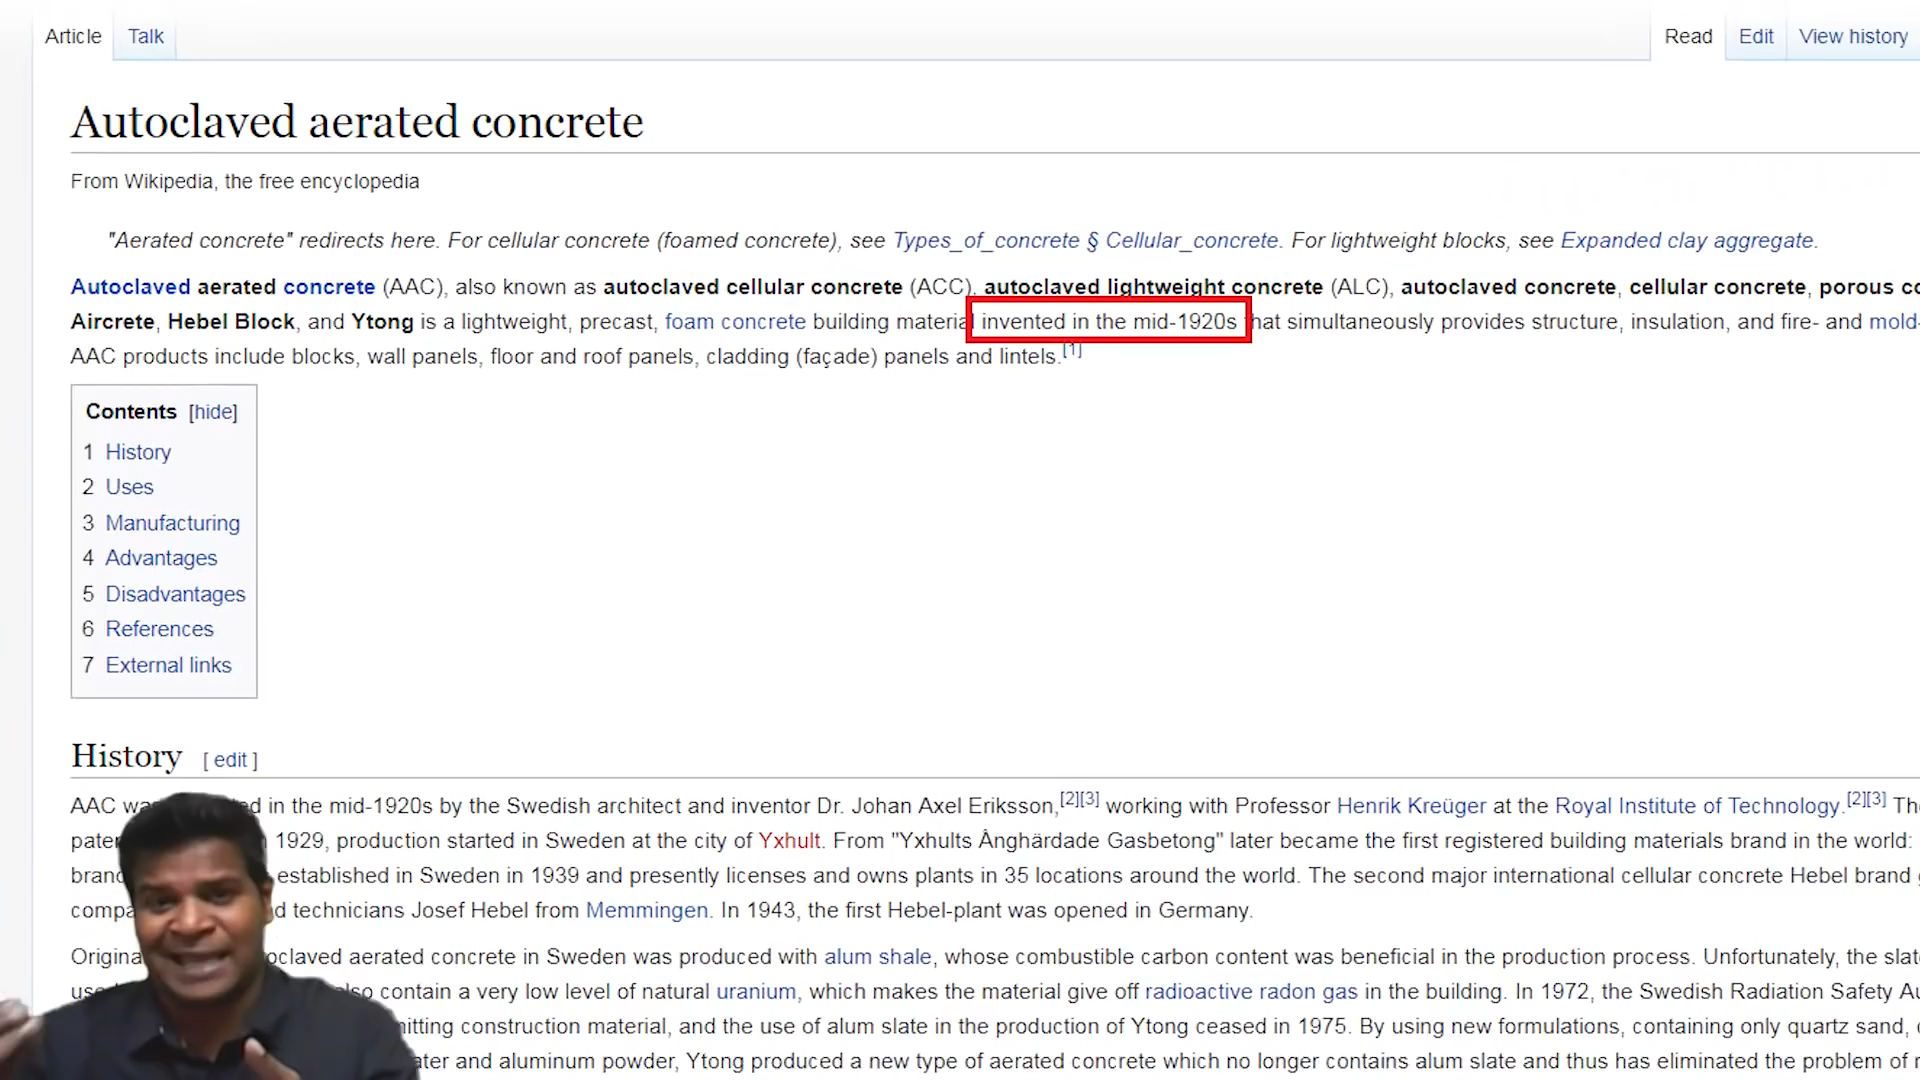 Article Talk Read Edit View history
Autoclaved aerated concrete
From Wikipedia, the free encyclopedia
"Aerated concrete" redirects here. For cellular concrete (foamed concrete), see Types_of_concrete § Cellular_concrete. For lightweight blocks, see Expanded clay aggregate.
Autoclaved aerated concrete (AAC), also known as autoclaved cellular concrete (ACC), autoclaved lightweight concrete (ALC), autoclaved concrete, cellular concrete, porous
Aircrete, Hebel Block, and Ytong is a lightweight, precast, foam concrete building material invented in the mid-1920s that simultaneously provides structure, insulation, and fire- and mold-
AAC products include blocks, wall panels, floor and roof panels, cladding (façade) panels and lintels.[1]
Contents [hide]
1 History
2 Uses
3 Manufacturing
4 Advantages
5 Disadvantages
6 References
7 External links
History [ edit ]
AAC in the mid-1920s by the Swedish architect and inventor Dr. Johan Axel Eriksson,[2][3] working with Professor Henrik Kreüger at the Royal Institute of Technology.[2][3]
1929, production started in Sweden at the city of Yxhult. From "Yxhults Ånghärdade Gasbetong" later became the first registered building materials brand in the world:
established in Sweden in 1939 and presently licenses and owns plants in 35 locations around the world. The second major international cellular concrete Hebel brand
technicians Josef Hebel from Memmingen. In 1943, the first Hebel-plant was opened in Germany.
aerated concrete in Sweden was produced with alum shale, whose combustible carbon content was beneficial in the production process. Unfortunately, the
contain a very low level of natural uranium, which makes the material give off radioactive radon gas in the building. In 1972, the Swedish Radiation Safety
construction material, and the use of alum slate in the production of Ytong ceased in 1975. By using new formulations, containing only quartz sand,
and aluminum powder, Ytong produced a new type of aerated concrete which no longer contains alum slate and thus has eliminated the problem of